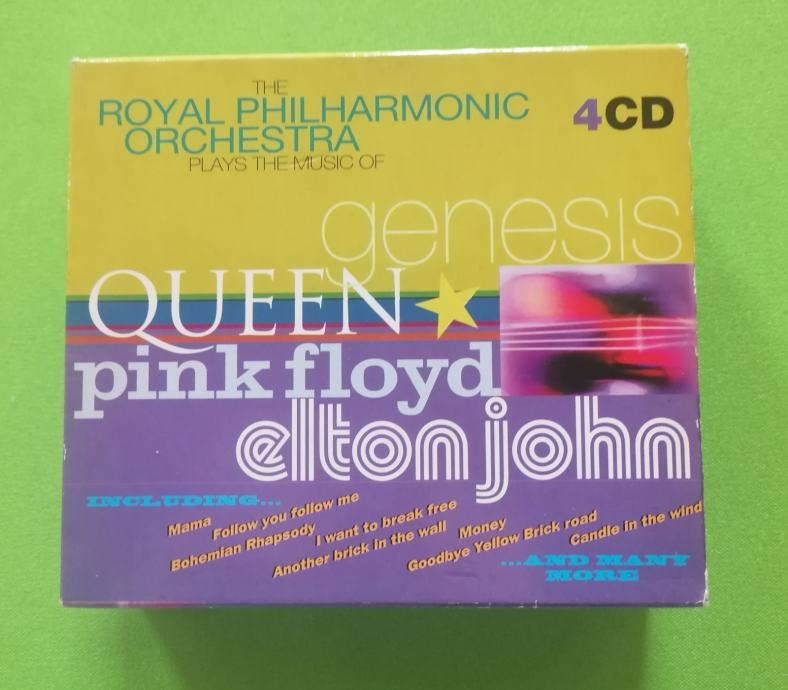 THE
ROYAL PHILHARMONIC
ORCHESTRA
PLAYS THE MUSIC OF
4CD
genesis
QUEEN
pink floyd
elton john
INCLUDING...
Mama
Follow you follow me
Bohemian Rhapsody
I want to break free
Another brick in the wall
Money
Goodbye Yellow Brick road
Candle in the wind
...AND MANY
MORE